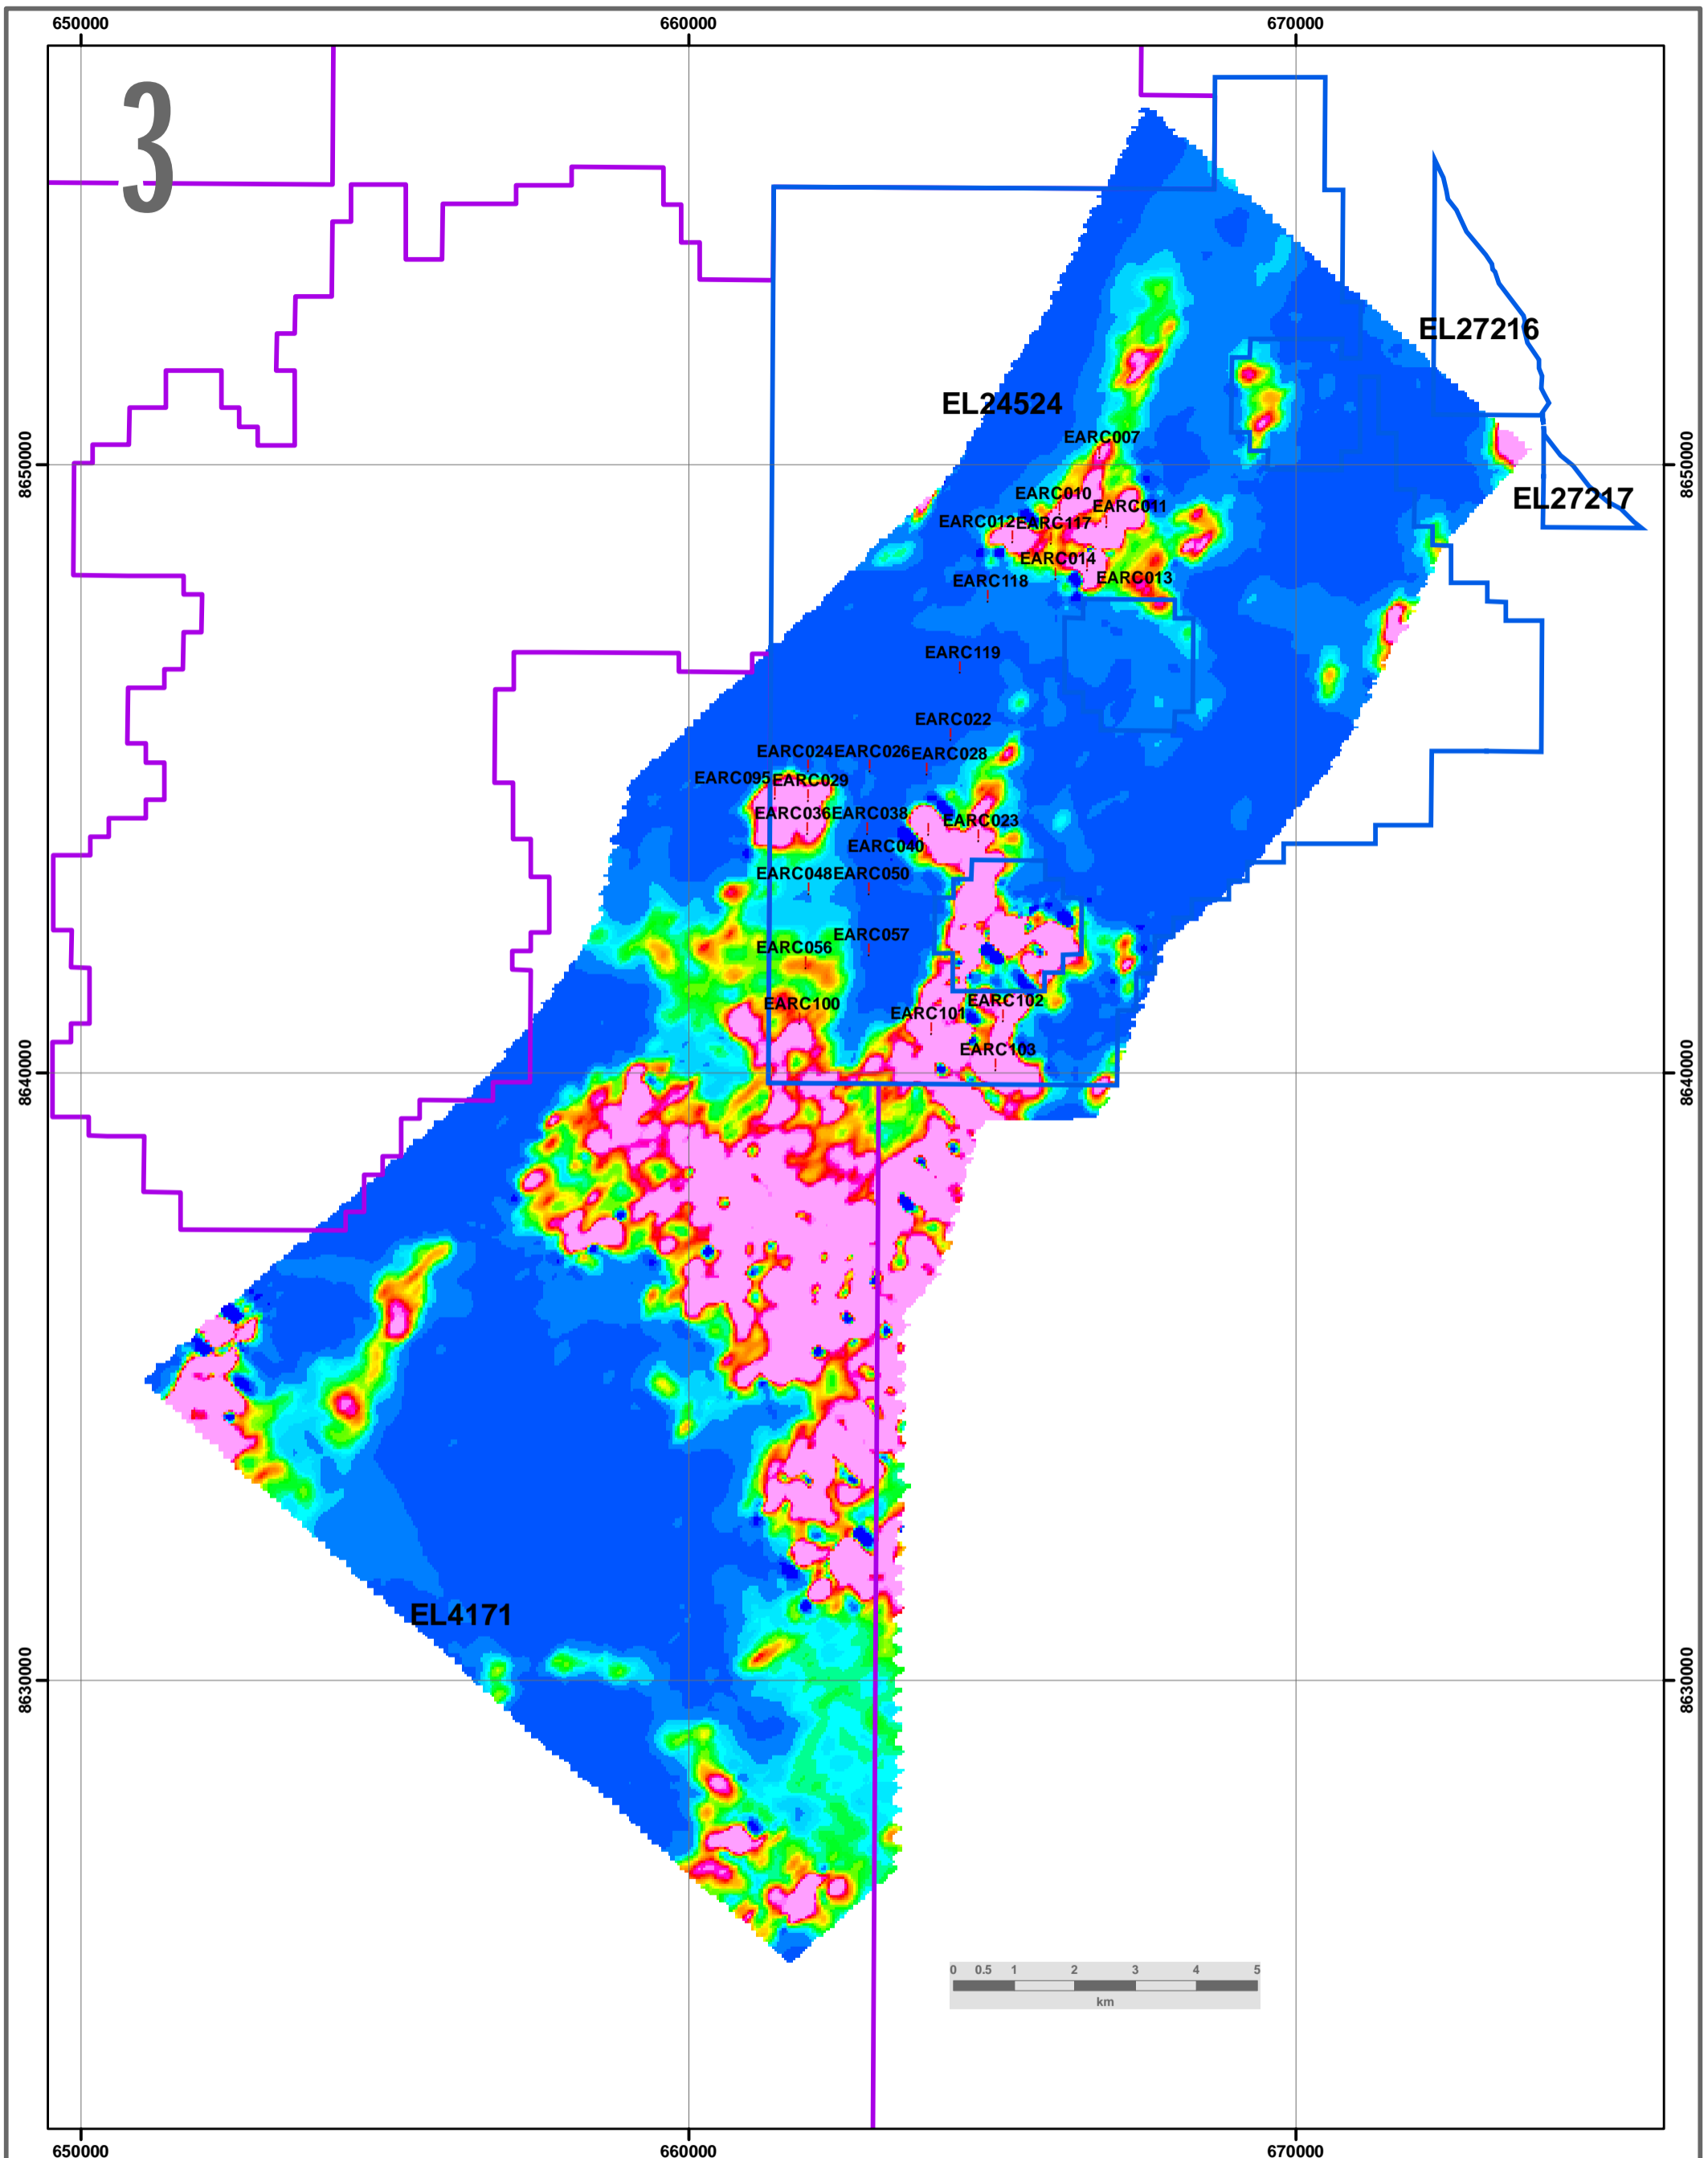 650000 660000 670000
3
EL27216
EL24524
EARC007
8650000 8650000
EARC010
EL27217
EARC011
EARC012 EARC117
EARC014
EARC013
EARC118
EARC119
EARC022
EARC024 EARC026 EARC028
EARC095 EARC029
EARC036 EARC038 EARC023
EARC040
EARC048 EARC050
EARC057
EARC056
EARC100 EARC102
EARC101
EARC103
8640000 8640000
EL4171
8630000 8630000
0 0.5 1 2 3 4 5
km
650000 660000 670000